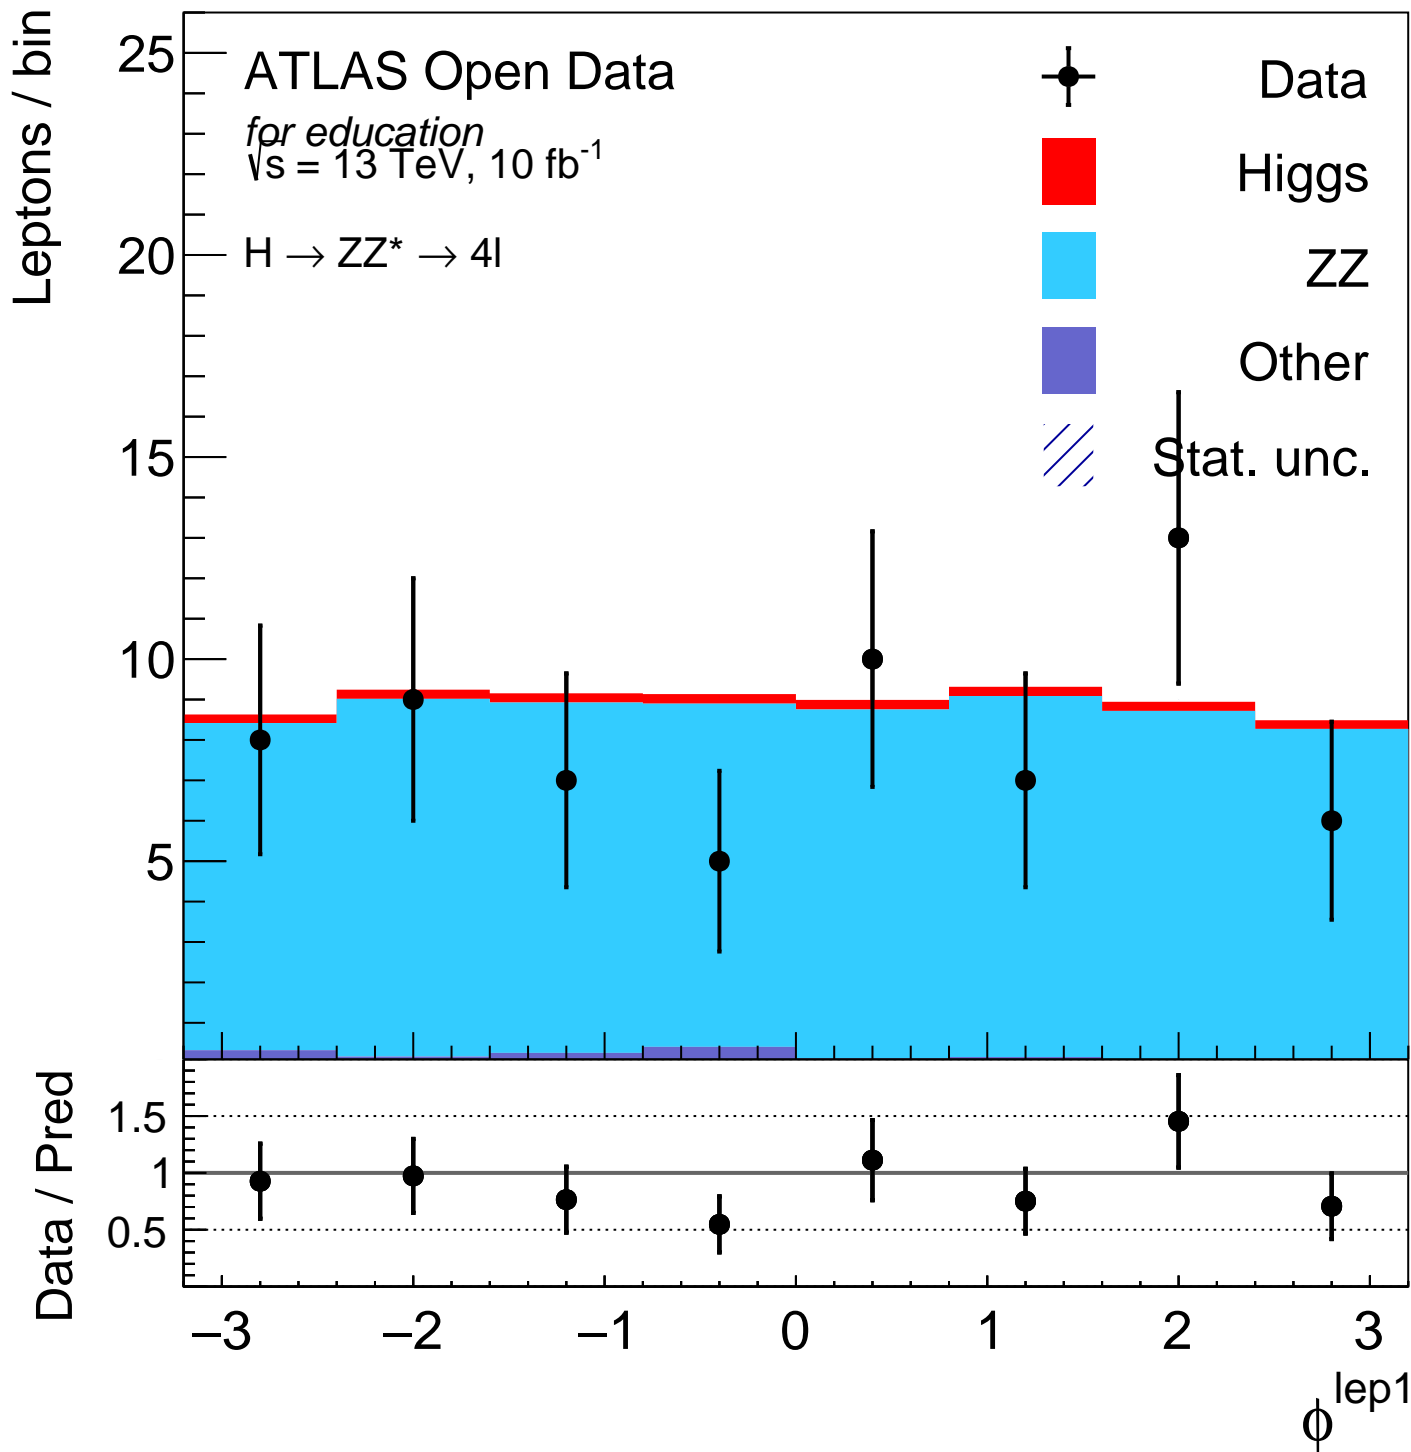 Leptons / bin
25
20
15
10
5
ATLAS Open Data
for education
√s = 13 TeV, 10 fb-1
H → ZZ* → 4l
Data
Higgs
ZZ
Other
Stat. unc.
Data / Pred
1.5
1
0.5
−3 −2 −1 0 1 2 3
ϕlep1